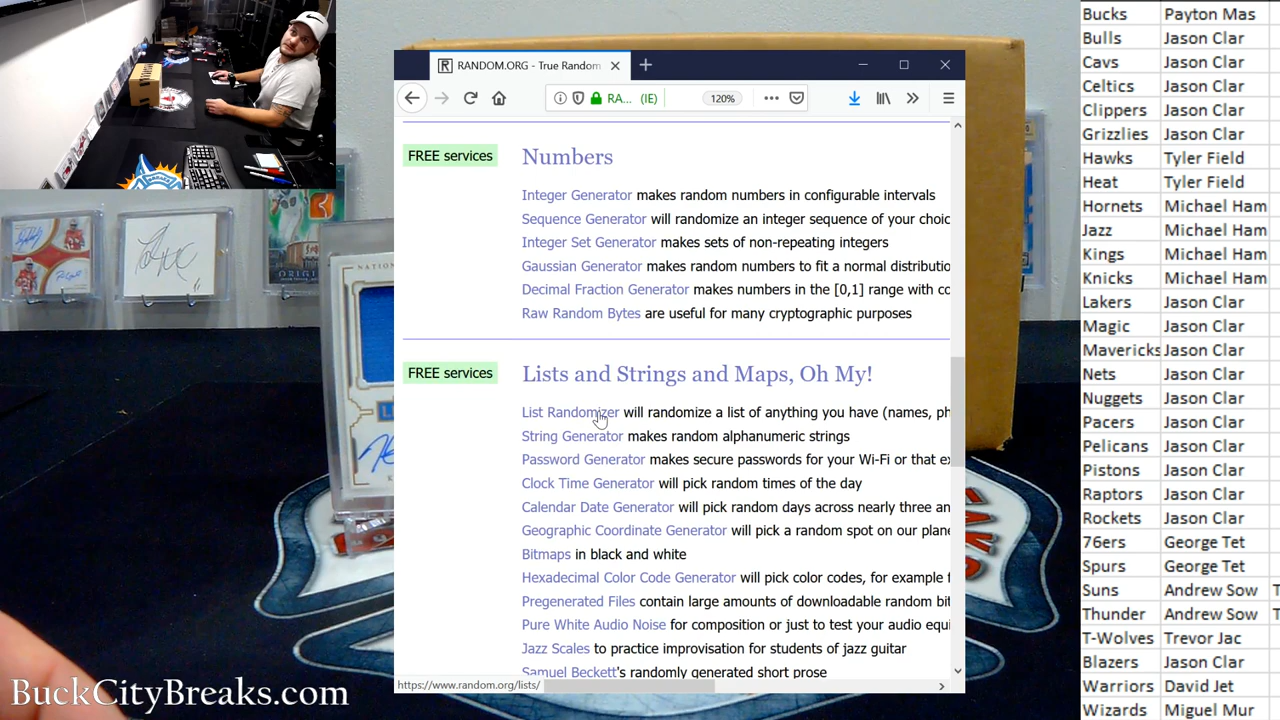 RANDOM.ORG - True Random
RA... (IE)
120%
FREE services
Numbers
Integer Generator makes random numbers in configurable intervals
Sequence Generator will randomize an integer sequence of your choic
Integer Set Generator makes sets of non-repeating integers
Gaussian Generator makes random numbers to fit a normal distributio
Decimal Fraction Generator makes numbers in the [0,1] range with co
Raw Random Bytes are useful for many cryptographic purposes
FREE services
Lists and Strings and Maps, Oh My!
List Randomizer will randomize a list of anything you have (names, ph
String Generator makes random alphanumeric strings
Password Generator makes secure passwords for your Wi-Fi or that ex
Clock Time Generator will pick random times of the day
Calendar Date Generator will pick random days across nearly three an
Geographic Coordinate Generator will pick a random spot on our plane
Bitmaps in black and white
Hexadecimal Color Code Generator will pick color codes, for example f
Pregenerated Files contain large amounts of downloadable random bit
Pure White Audio Noise for composition or just to test your audio equi
Jazz Scales to practice improvisation for students of jazz guitar
Samuel Beckett's randomly generated short prose
https://www.random.org/lists/
Bucks Payton Mas
Bulls Jason Clar
Cavs Jason Clar
Celtics Jason Clar
Clippers Jason Clar
Grizzlies Jason Clar
Hawks Tyler Field
Heat Tyler Field
Hornets Michael Ham
Jazz Michael Ham
Kings Michael Ham
Knicks Michael Ham
Lakers Jason Clar
Magic Jason Clar
Mavericks Jason Clar
Nets Jason Clar
Nuggets Jason Clar
Pacers Jason Clar
Pelicans Jason Clar
Pistons Jason Clar
Raptors Jason Clar
Rockets Jason Clar
76ers George Tet
Spurs George Tet
Suns Andrew Sow T
Thunder Andrew Sow T
T-Wolves Trevor Jac
Blazers Jason Clar
Warriors David Jet
Wizards Miguel Mur
BuckCityBreaks.com